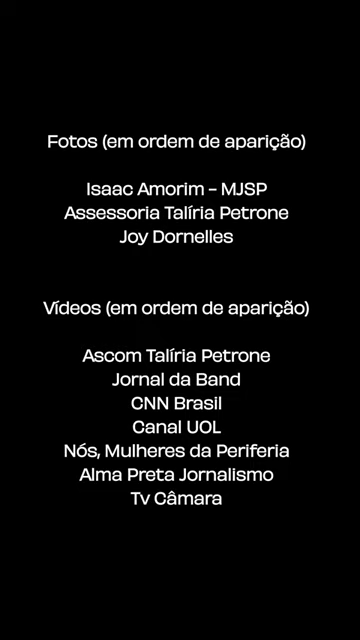 Fotos (em ordem de aparição)
Isaac Amorim - MJSP
Assessoria Talíria Petrone
Joy Dornelles
Vídeos (em ordem de aparição)
Ascom Talíria Petrone
Jornal da Band
CNN Brasil
Canal UOL
Nós, Mulheres da Periferia
Alma Preta Jornalismo
Tv Câmara